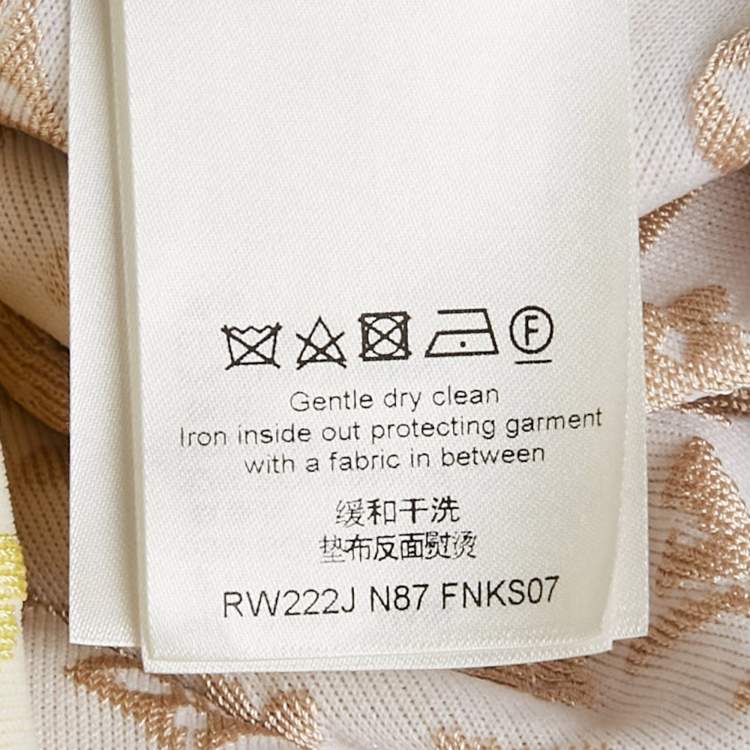 F
Gentle dry clean
Iron inside out protecting garment
with a fabric in between
缓和干洗
垫布反面熨烫
RW222J N87 FNKS07